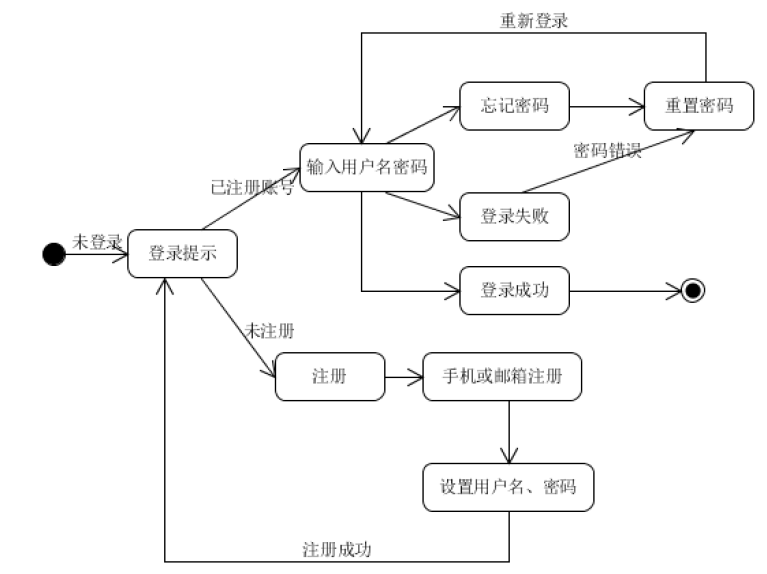 重新登录
忘记密码
重置密码
密码错误
输入用户名密码
已注册账号
登录失败
未登录
登录提示
登录成功
未注册
注册
手机或邮箱注册
设置用户名、密码
注册成功